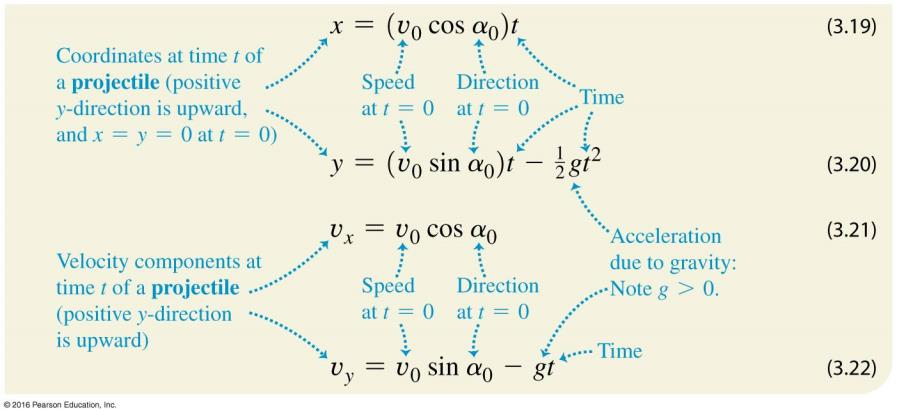 x = (v₀ cos α₀)t (3.19)
Coordinates at time t of
a projectile (positive
y-direction is upward,
and x = y = 0 at t = 0)
Speed
at t = 0
Direction
at t = 0
Time
y = (v₀ sin α₀)t − ½gt² (3.20)
vₓ = v₀ cos α₀ (3.21)
Acceleration
due to gravity:
Note g > 0.
Velocity components at
time t of a projectile
(positive y-direction
is upward)
Speed
at t = 0
Direction
at t = 0
Time
v_y = v₀ sin α₀ − gt (3.22)
© 2016 Pearson Education, Inc.